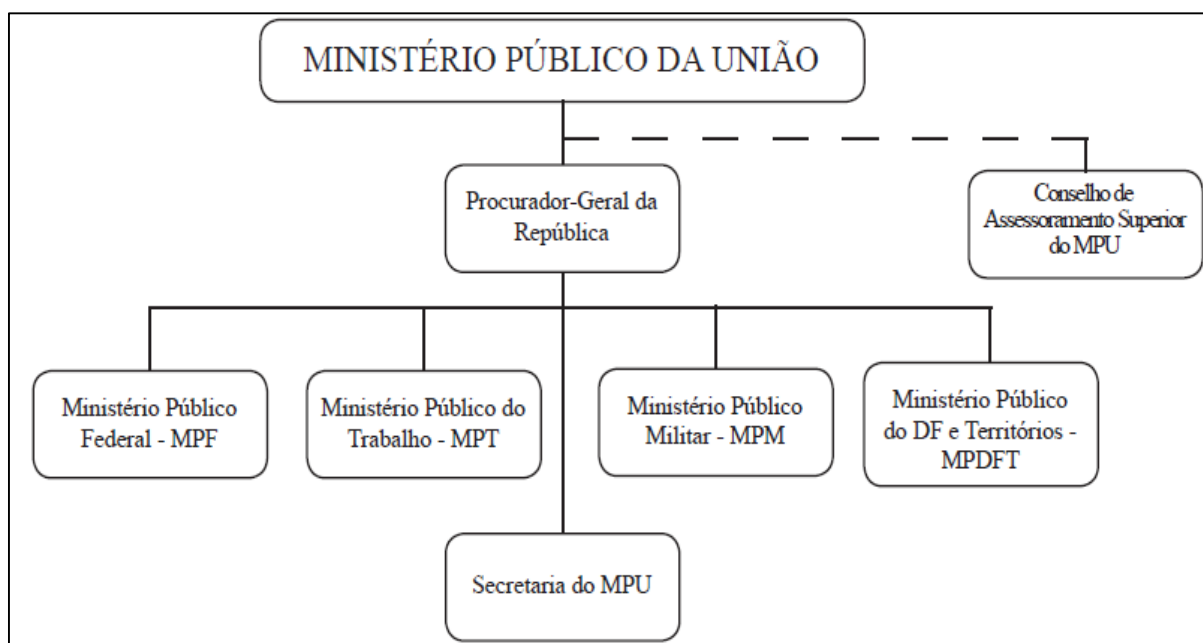 MINISTÉRIO PÚBLICO DA UNIÃO
Procurador-Geral da
República
Conselho de
Assessoramento Superior
do MPU
Ministério Público
Federal - MPF
Ministério Público do
Trabalho - MPT
Ministério Público
Militar - MPM
Ministério Público
do DF e Territórios -
MPDFT
Secretaria do MPU